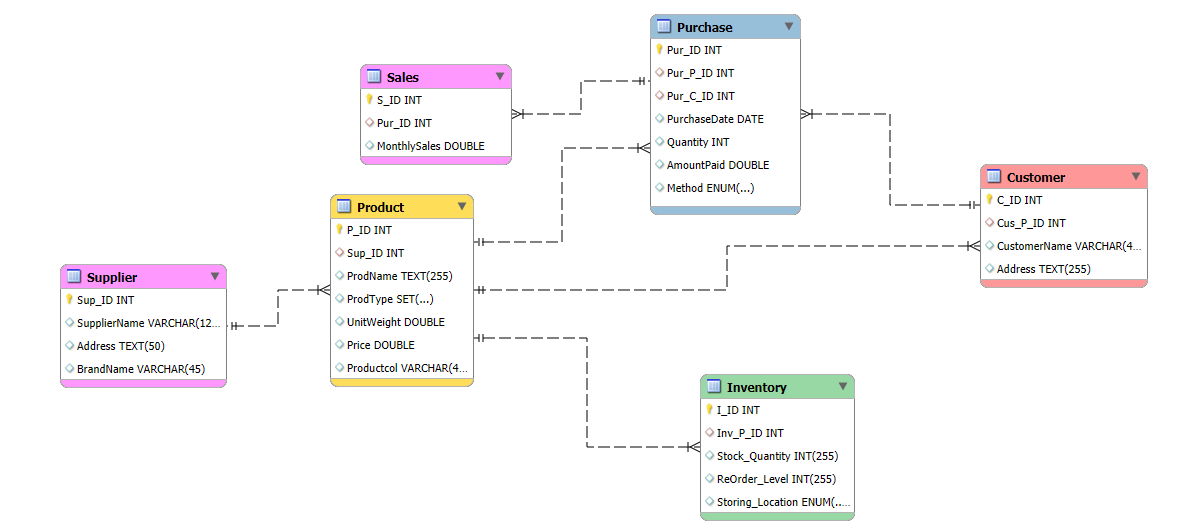 Purchase
Pur_ID INT
Pur_P_ID INT
Pur_C_ID INT
PurchaseDate DATE
Quantity INT
AmountPaid DOUBLE
Method ENUM(...)
Sales
S_ID INT
Pur_ID INT
MonthlySales DOUBLE
Customer
C_ID INT
Cus_P_ID INT
CustomerName VARCHAR(4...
Address TEXT(255)
Product
P_ID INT
Sup_ID INT
ProdName TEXT(255)
ProdType SET(...)
UnitWeight DOUBLE
Price DOUBLE
Productcol VARCHAR(4...
Supplier
Sup_ID INT
SupplierName VARCHAR(12...
Address TEXT(50)
BrandName VARCHAR(45)
Inventory
I_ID INT
Inv_P_ID INT
Stock_Quantity INT(255)
ReOrder_Level INT(255)
Storing_Location ENUM(...